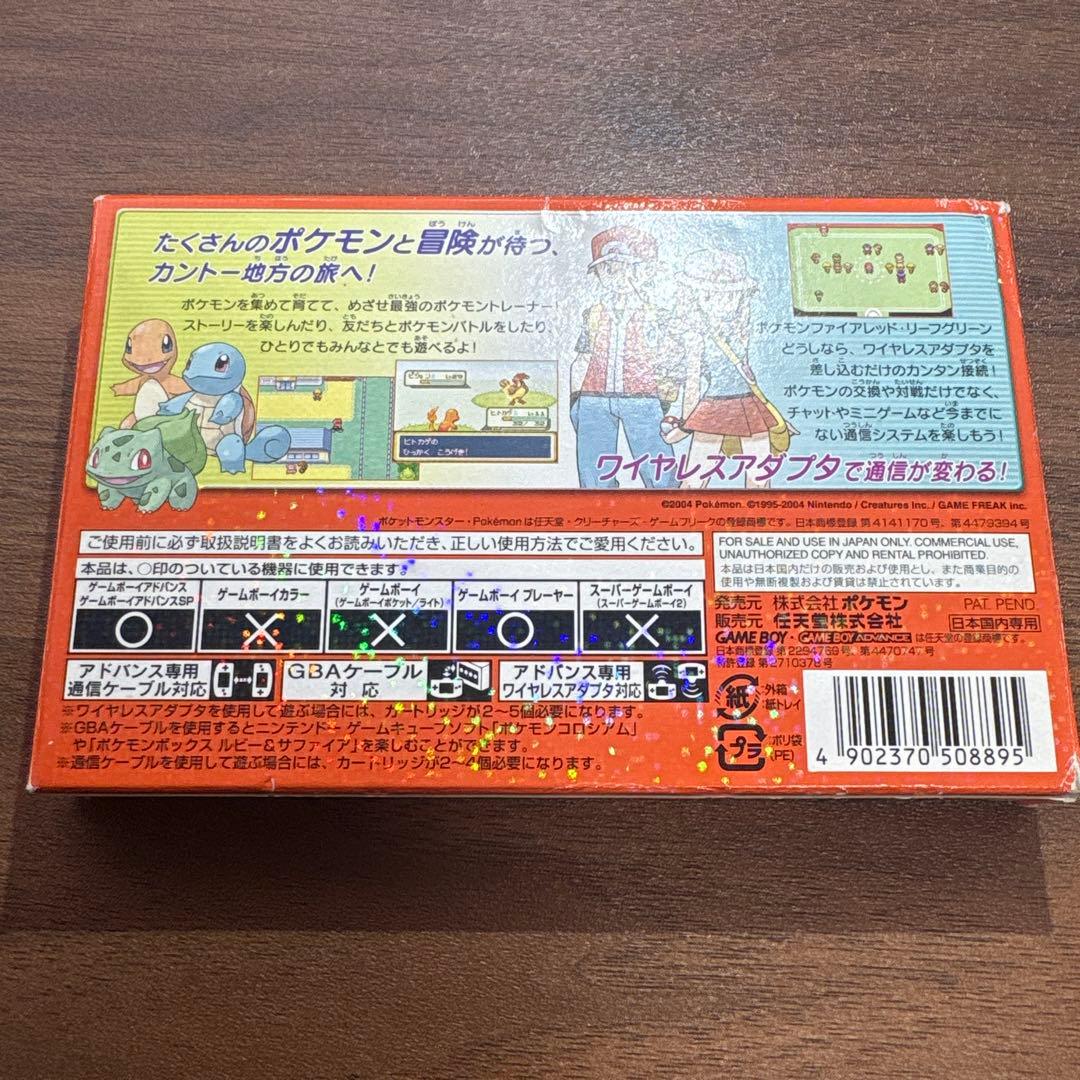 たくさんのポケモンと冒険が待つ、
カントー地方の旅へ!
ポケモンを集めて育てて、めざせ最強のポケモントレーナー!
ストーリーを楽しんだり、友だちとポケモンバトルをしたり、
ひとりでもみんなとでも遊べるよ!
ヒトカゲの
ひっかく こうげき!
ポケモンファイアレッド・リーフグリーン
どうしなら、ワイヤレスアダプタを
差し込むだけのカンタン接続!
ポケモンの交換や対戦だけでなく、
チャットやミニゲームなど今までに
ない通信システムを楽しもう!
ワイヤレスアダプタで通信が変わる!
©2004 Pokémon. ©1995-2004 Nintendo / Creatures Inc. / GAME FREAK inc.
ポケットモンスター・Pokémonは任天堂・クリーチャーズ・ゲームフリークの登録商標です。日本商標登録 第4141170号、第4479394号
ご使用前に必ず取扱説明書をよくお読みいただき、正しい使用方法でご愛用ください。
本品は、○印のついている機器に使用できます。
ゲームボーイアドバンス
ゲームボーイアドバンスSP
○
ゲームボーイカラー
×
ゲームボーイ
(ゲームボーイポケット/ライト)
×
ゲームボーイ プレーヤー
○
スーパーゲームボーイ
(スーパーゲームボーイ2)
×
アドバンス専用
通信ケーブル対応
GBAケーブル
対応
アドバンス専用
ワイヤレスアダプタ対応
※ワイヤレスアダプタを使用して遊ぶ場合には、カートリッジが2~5個必要になります。
※GBAケーブルを使用するとニンテンドーゲームキューブソフト「ポケモンコロシアム」
や「ポケモンボックス ルビー&サファイア」を楽しむことができます。
※通信ケーブルを使用して遊ぶ場合には、カートリッジが2~4個必要になります。
FOR SALE AND USE IN JAPAN ONLY. COMMERCIAL USE,
UNAUTHORIZED COPY AND RENTAL PROHIBITED.
本品は日本国内だけの販売および使用とし、また商業目的の
使用や無断複製および賃貸は禁止されています。
発売元 株式会社ポケモン PAT. PEND
販売元 任天堂株式会社 日本国内専用
GAME BOY・GAME BOY ADVANCE は任天堂の登録商標です。
日本商標登録 第2294769号、第4470747号
特許登録 第2710378号
紙 外箱
紙トレイ
プラ ポリ袋
(PE)
4 902370 508895